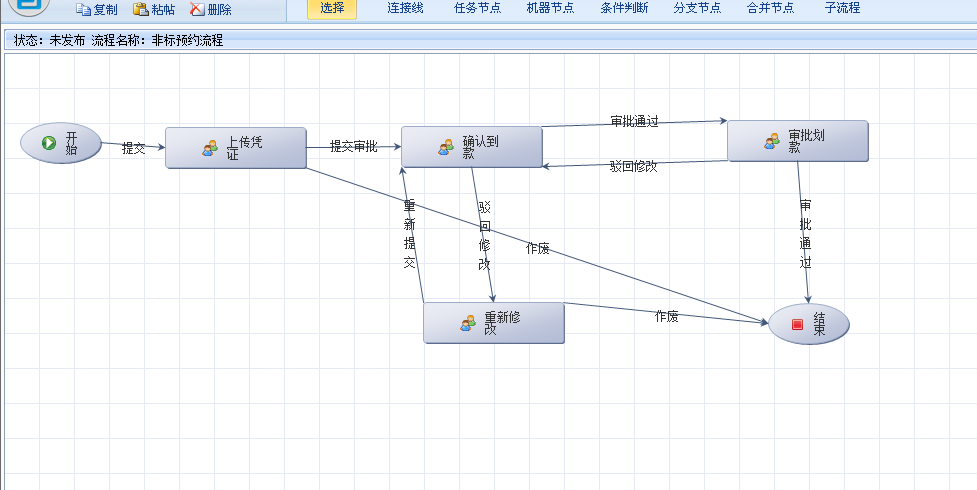 复制 粘帖 删除 选择 连接线 任务节点 机器节点 条件判断 分支节点 合并节点 子流程
状态：未发布 流程名称：非标预约流程
开
始
提交
上传凭
证
提交审批
确认到
款
审批通过
驳回修改
审批划
款
重
新
提
交
驳
回
修
改
作废
审
批
通
过
重新修
改
作废
结
束